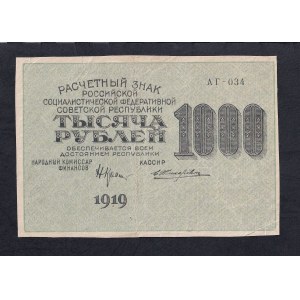 РАСЧЕТНЫЙ ЗНАК
АГ-034
РОССИЙСКОЙ
СОЦИАЛИСТИЧЕСКОЙ ФЕДЕРАТИВНОЙ
СОВЕТСКОЙ РЕСПУБЛИКИ
ТЫСЯЧА
РУБЛЕЙ
1000
ОБЕСПЕЧИВАЕТСЯ ВСЕМ
ДОСТОЯНИЕМ РЕСПУБЛИКИ
НАРОДНЫЙ КОМИССАР
ФИНАНСОВ
КАССИР
1919